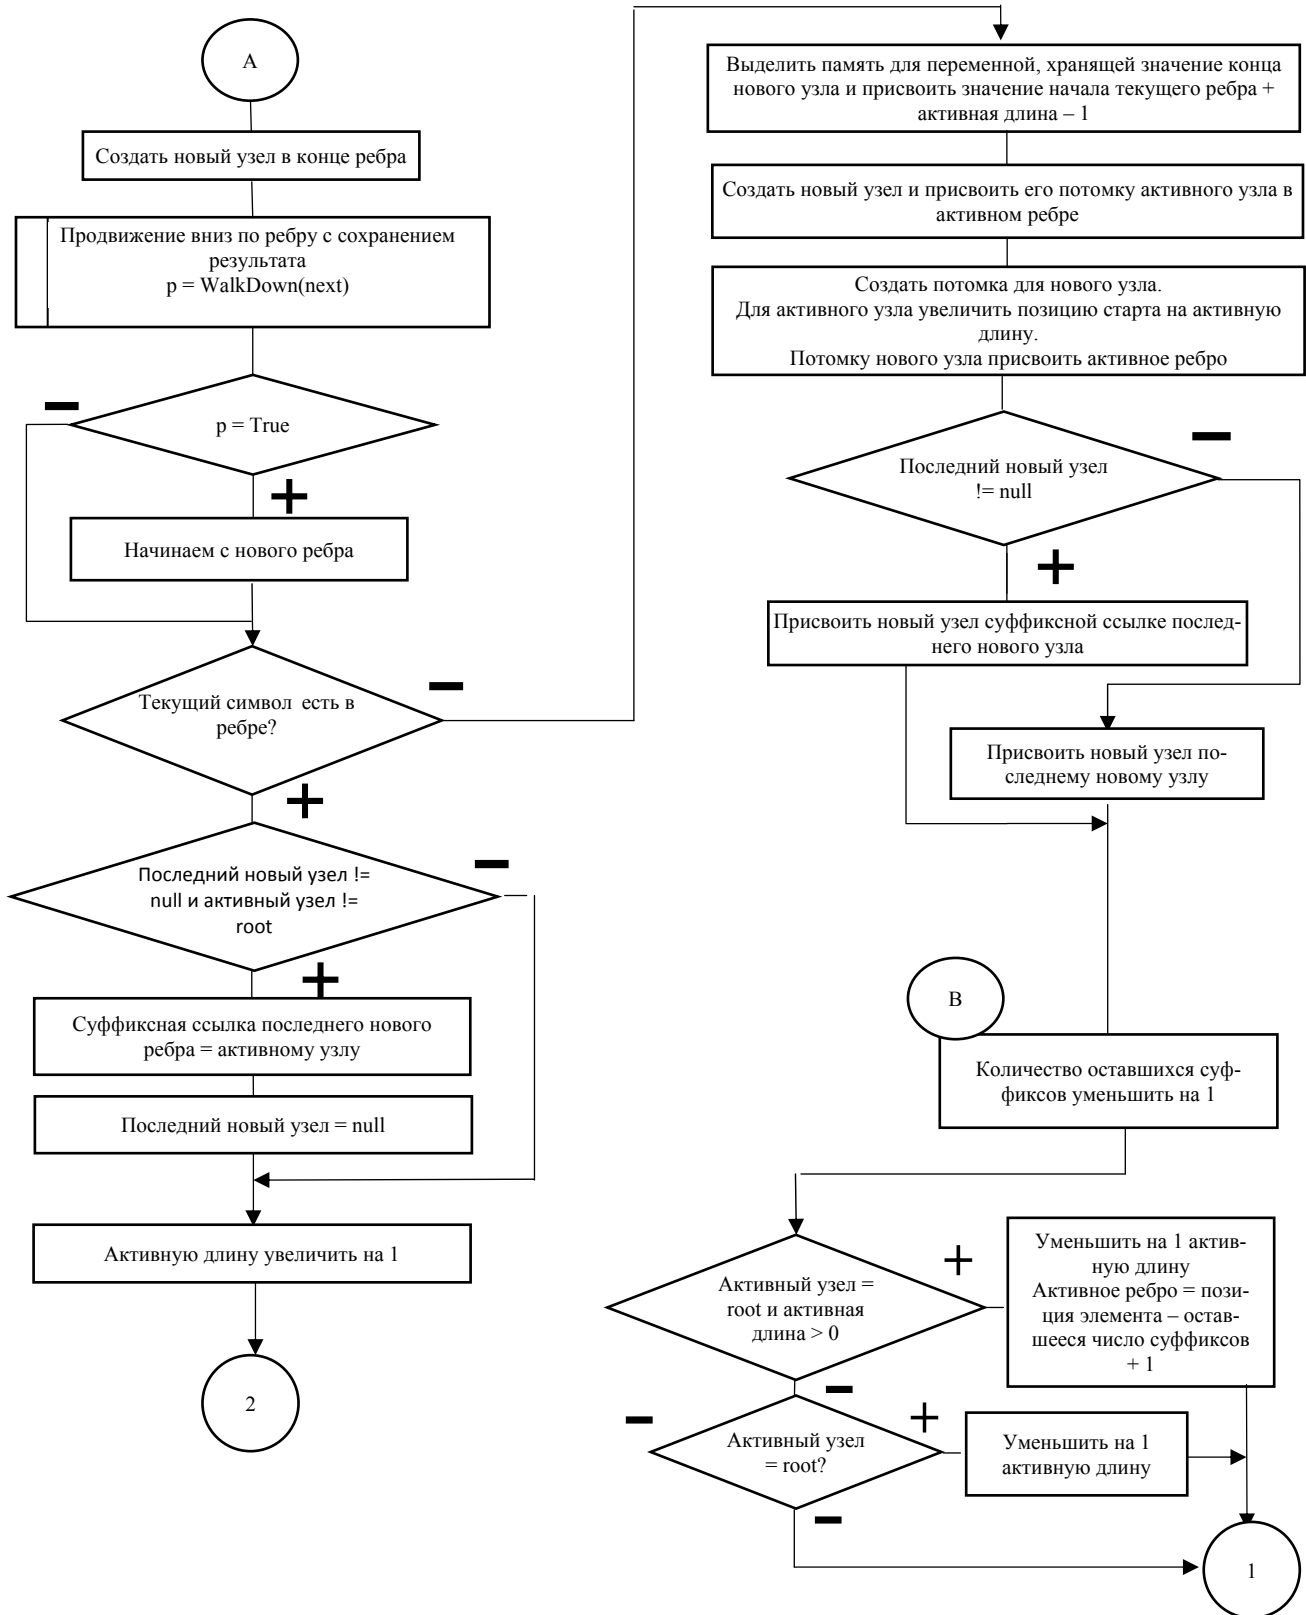 А
Создать новый узел в конце ребра
Продвижение вниз по ребру с сохранением
результата
p = WalkDown(next)
p = True
Начинаем с нового ребра
Текущий символ есть в
ребре?
Последний новый узел !=
null и активный узел !=
root
Суффиксная ссылка последнего нового
ребра = активному узлу
Последний новый узел = null
Активную длину увеличить на 1
2
Выделить память для переменной, хранящей значение конца
нового узла и присвоить значение начала текущего ребра +
активная длина – 1
Создать новый узел и присвоить его потомку активного узла в
активном ребре
Создать потомка для нового узла.
Для активного узла увеличить позицию старта на активную
длину.
Потомку нового узла присвоить активное ребро
Последний новый узел
!= null
Присвоить новый узел суффиксной ссылке послед-
него нового узла
Присвоить новый узел по-
следнему новому узлу
В
Количество оставшихся суф-
фиксов уменьшить на 1
Активный узел =
root и активная
длина > 0
Уменьшить на 1 актив-
ную длину
Активное ребро = пози-
ция элемента – остав-
шееся число суффиксов
+ 1
Активный узел
= root?
Уменьшить на 1
активную длину
1